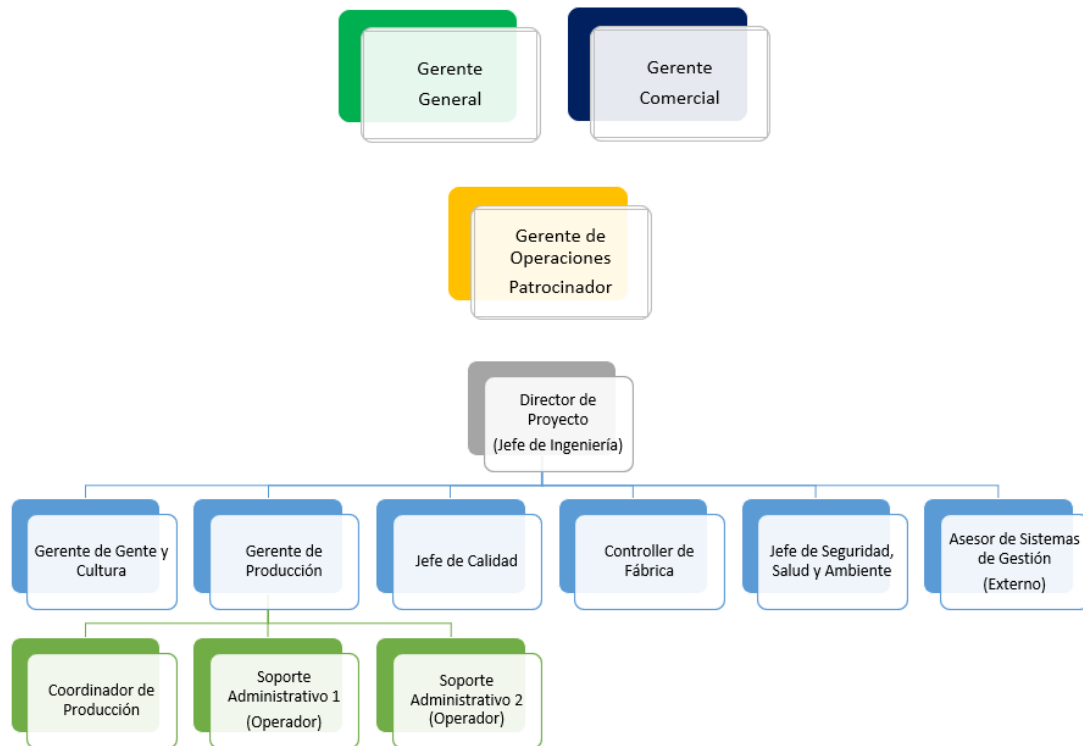 Gerente
General
Gerente
Comercial
Gerente de
Operaciones
Patrocinador
Director de
Proyecto
(Jefe de Ingeniería)
Gerente de Gente y
Cultura
Gerente de
Producción
Jefe de Calidad
Controller de
Fábrica
Jefe de Seguridad,
Salud y Ambiente
Asesor de Sistemas
de Gestión
(Externo)
Coordinador de
Producción
Soporte
Administrativo 1
(Operador)
Soporte
Administrativo 2
(Operador)